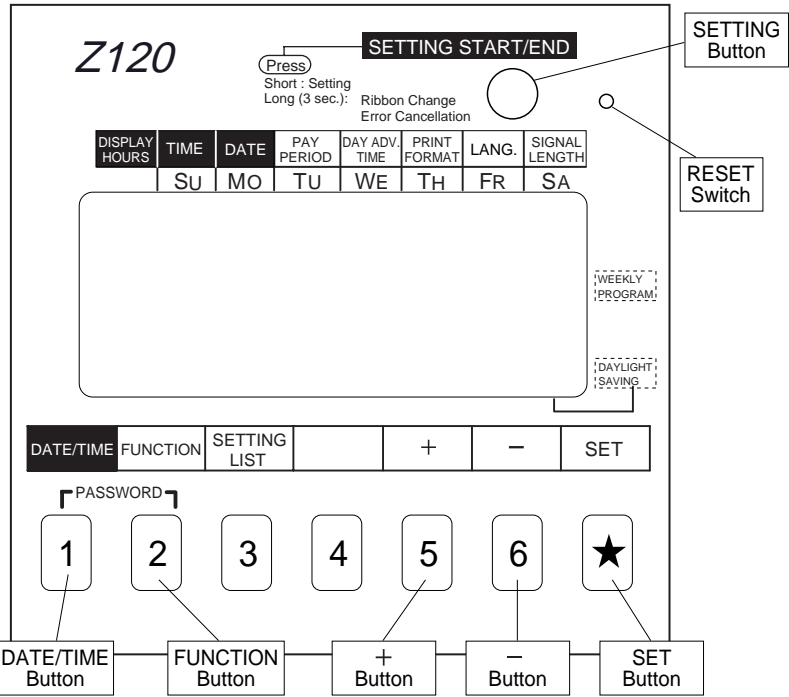 Z120
SETTING START/END
Press
Short : Setting
Long (3 sec.): Ribbon Change
Error Cancellation
SETTING
Button
RESET
Switch
DISPLAY
HOURS
TIME
DATE
PAY
PERIOD
DAY ADV.
TIME
PRINT
FORMAT
LANG.
SIGNAL
LENGTH
SU MO TU WE TH FR SA
WEEKLY
PROGRAM
DAYLIGHT
SAVING
DATE/TIME
FUNCTION
SETTING
LIST
+
−
SET
PASSWORD
1 2 3 4 5 6 ★
DATE/TIME
Button
FUNCTION
Button
+
Button
−
Button
SET
Button